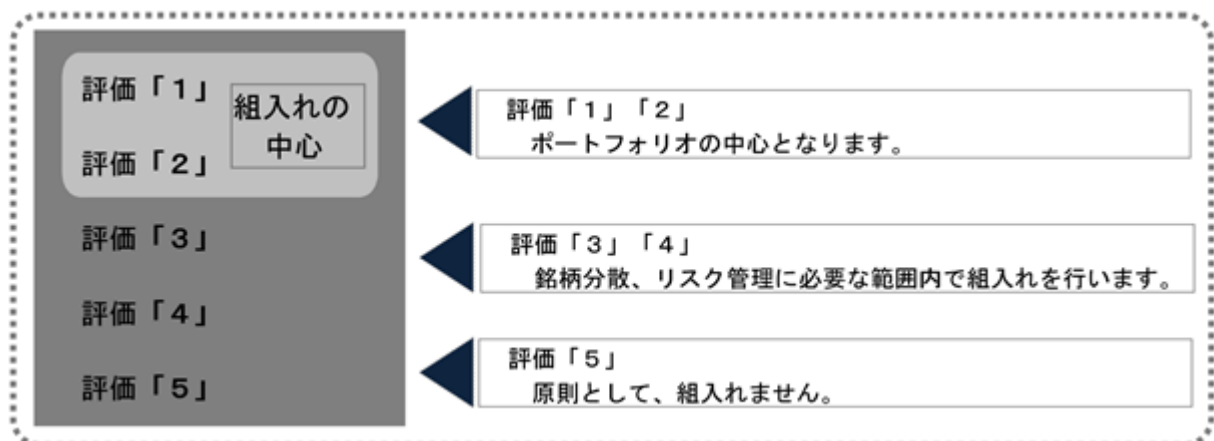 評価「１」
組入れの
中心
評価「２」
評価「３」
評価「４」
評価「５」
評価「１」「２」
ポートフォリオの中心となります。
評価「３」「４」
銘柄分散、リスク管理に必要な範囲内で組入れを行います。
評価「５」
原則として、組入れません。